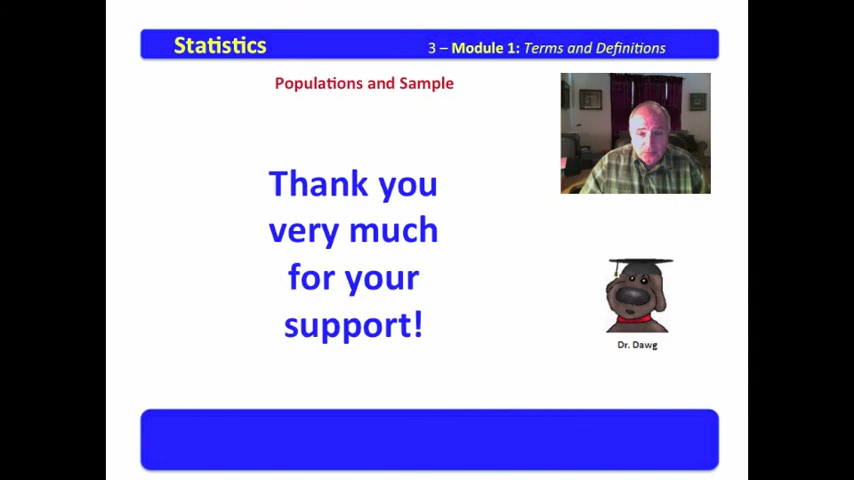 Statistics
3 – Module 1: Terms and Definitions
Populations and Sample
Thank you
very much
for your
support!
Dr. Dawg